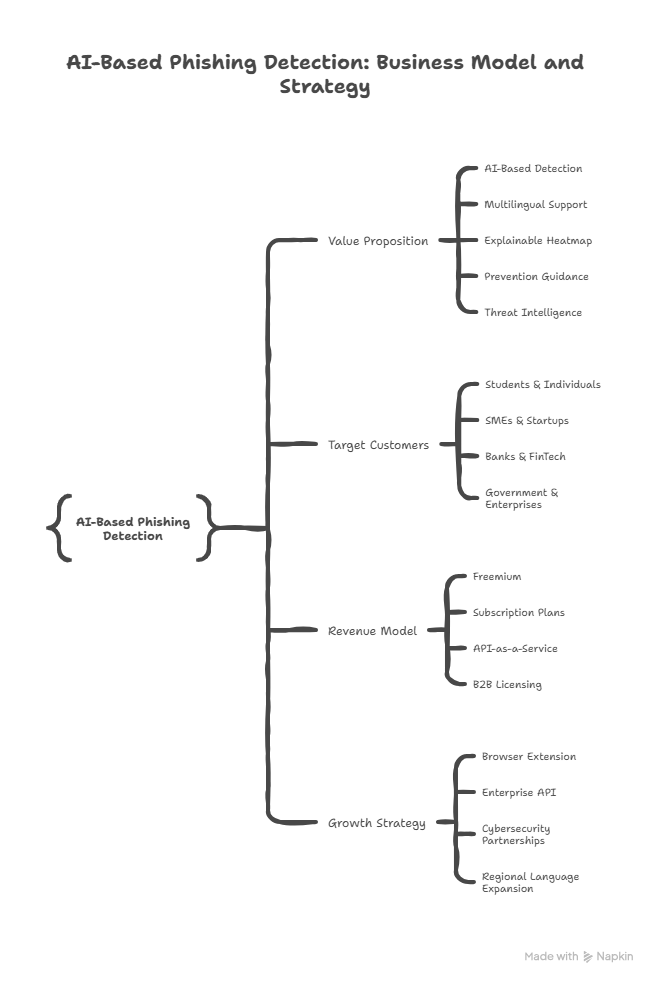 AI-Based Phishing Detection: Business Model and
Strategy
AI-Based Phishing
Detection
Value Proposition
AI-Based Detection
Multilingual Support
Explainable Heatmap
Prevention Guidance
Threat Intelligence
Target Customers
Students & Individuals
SMEs & Startups
Banks & FinTech
Government &
Enterprises
Revenue Model
Freemium
Subscription Plans
API-as-a-Service
B2B Licensing
Growth Strategy
Browser Extension
Enterprise API
Cybersecurity
Partnerships
Regional Language
Expansion
Made with Napkin